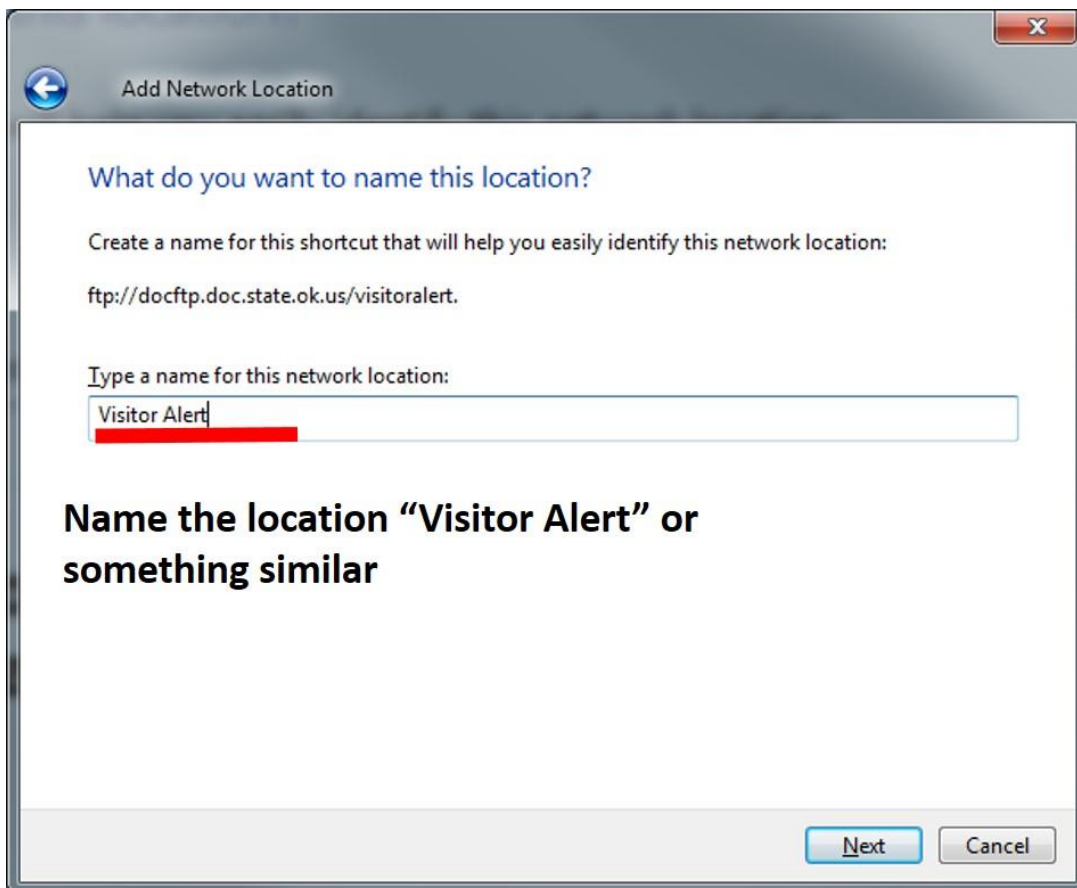 Add Network Location
What do you want to name this location?
Create a name for this shortcut that will help you easily identify this network location:
ftp://docftp.doc.state.ok.us/visitoralert.
Type a name for this network location:
Visitor Alert
Name the location “Visitor Alert” or
something similar
Next
Cancel